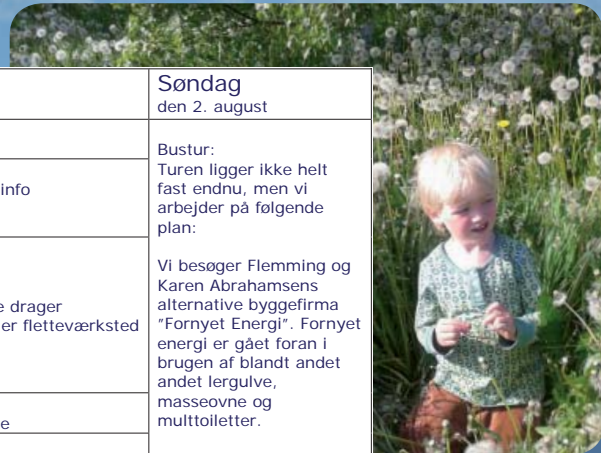 info
e drager
er fletteværksted
e
Søndag
den 2. august
Bustur:
Turen ligger ikke helt
fast endnu, men vi
arbejder på følgende
plan:
Vi besøger Flemming og
Karen Abrahamsens
alternative byggefirma
”Fornyet Energi”. Fornyet
energi er gået foran i
brugen af blandt andet
andet lergulve,
masseovne og
multtoiletter.